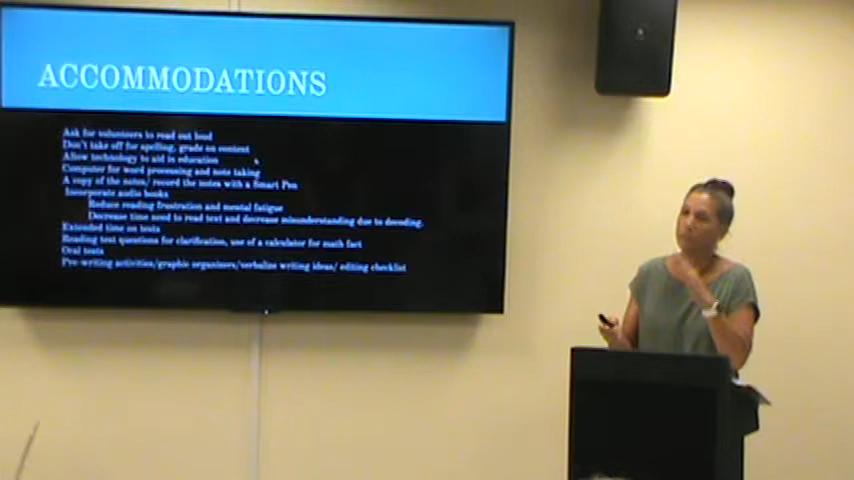 ACCOMMODATIONS
Ask for volunteers to read out loud
Don't take off for spelling, grade on content
Allow technology to aid in education
Computer for word processing and note taking
A copy of the notes/ record the notes with a Smart Pen
Incorporate audio books
Reduce reading frustration and mental fatigue
Decrease time need to read text and decrease misunderstanding due to decoding.
Extended time on tests
Reading test questions for clarification, use of a calculator for math fact
Oral tests
Pre-writing activities/graphic organizers/verbalize writing ideas/ editing checklist